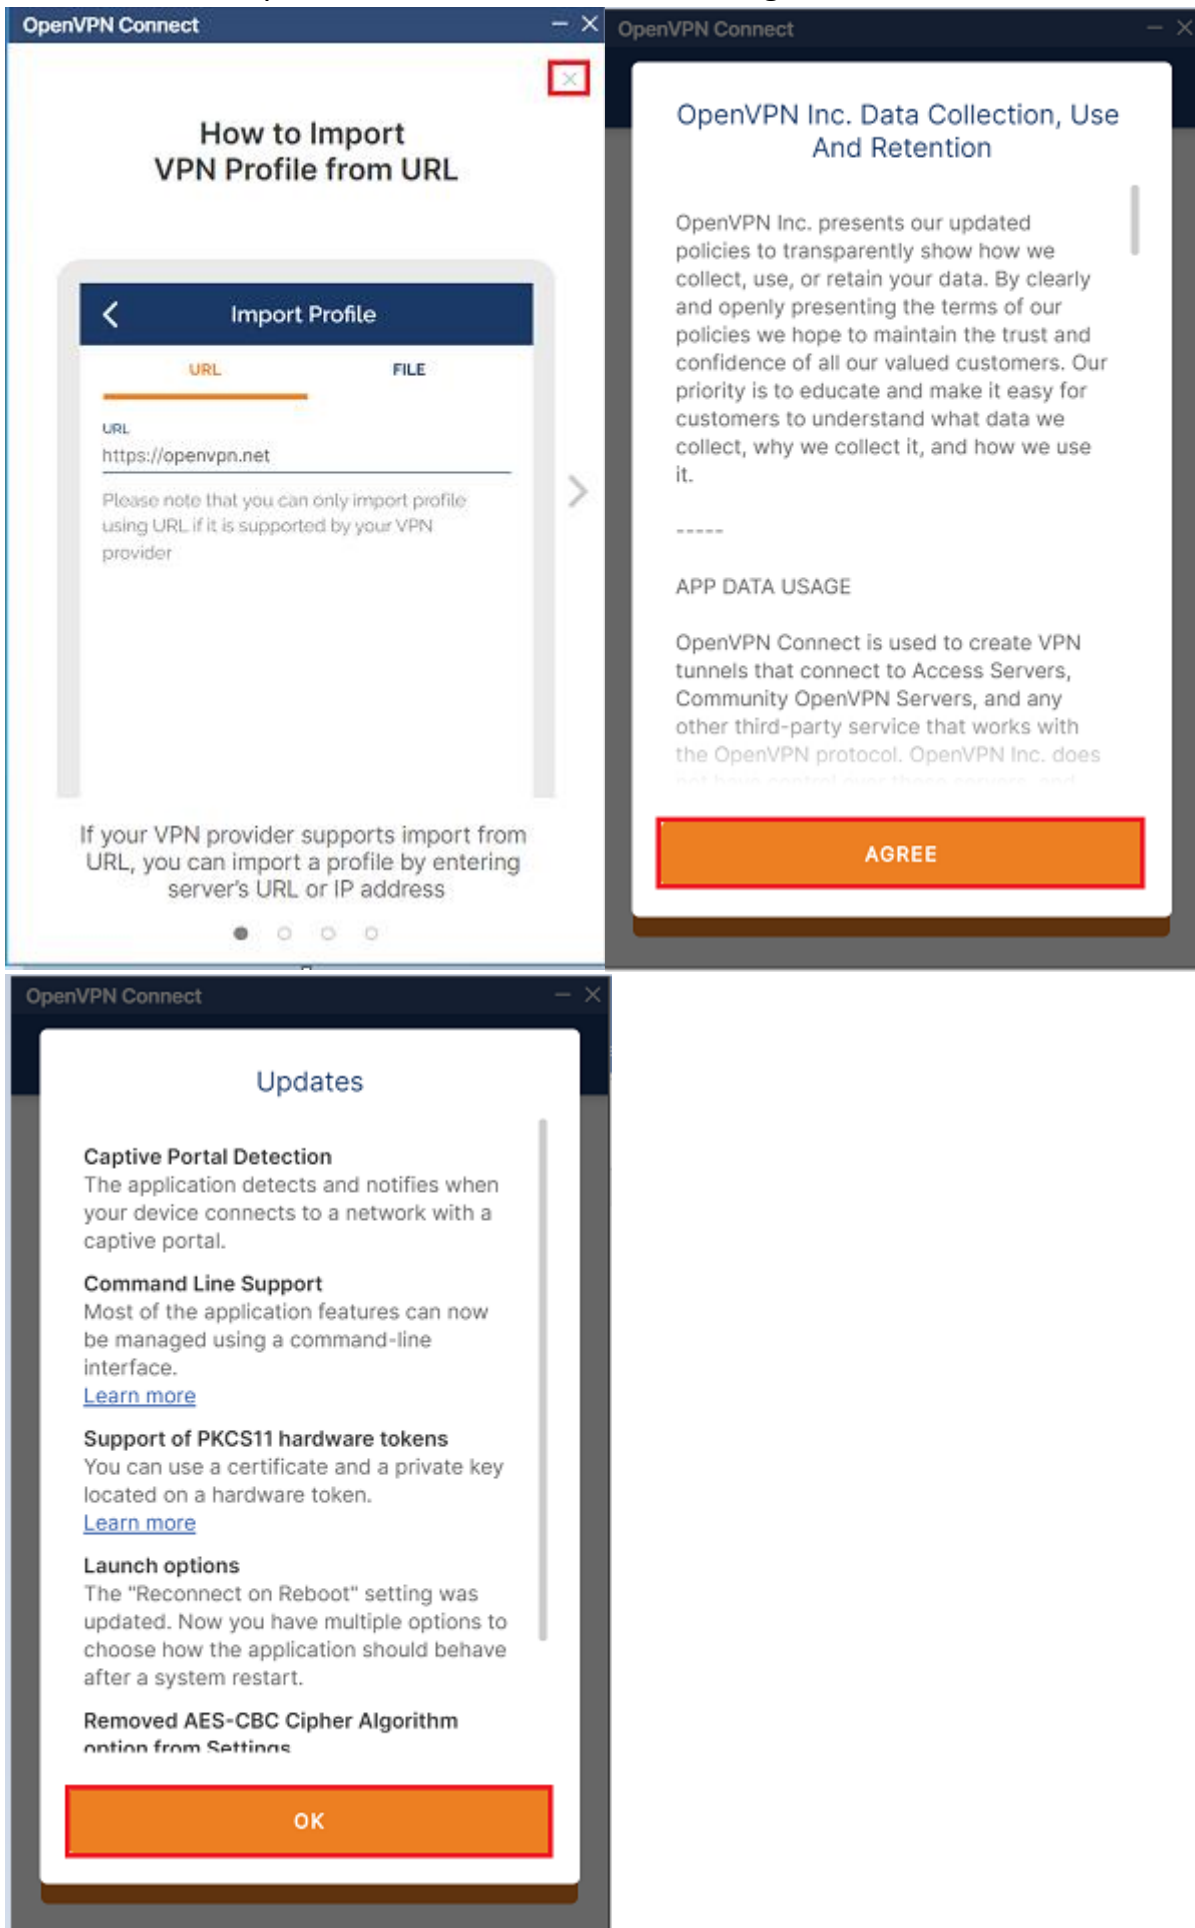 OpenVPN Connect
How to Import
VPN Profile from URL
Import Profile
URL
FILE
URL
https://openvpn.net
Please note that you can only import profile
using URL if it is supported by your VPN
provider
If your VPN provider supports import from
URL, you can import a profile by entering
server's URL or IP address
OpenVPN Connect
OpenVPN Inc. Data Collection, Use
And Retention
OpenVPN Inc. presents our updated
policies to transparently show how we
collect, use, or retain your data. By clearly
and openly presenting the terms of our
policies we hope to maintain the trust and
confidence of all our valued customers. Our
priority is to educate and make it easy for
customers to understand what data we
collect, why we collect it, and how we use
it.
-----
APP DATA USAGE
OpenVPN Connect is used to create VPN
tunnels that connect to Access Servers,
Community OpenVPN Servers, and any
other third-party service that works with
the OpenVPN protocol. OpenVPN Inc. does
not have control over these servers, and
AGREE
OpenVPN Connect
Updates
Captive Portal Detection
The application detects and notifies when
your device connects to a network with a
captive portal.
Command Line Support
Most of the application features can now
be managed using a command-line
interface.
Learn more
Support of PKCS11 hardware tokens
You can use a certificate and a private key
located on a hardware token.
Learn more
Launch options
The "Reconnect on Reboot" setting was
updated. Now you have multiple options to
choose how the application should behave
after a system restart.
Removed AES-CBC Cipher Algorithm
option from Settings
OK